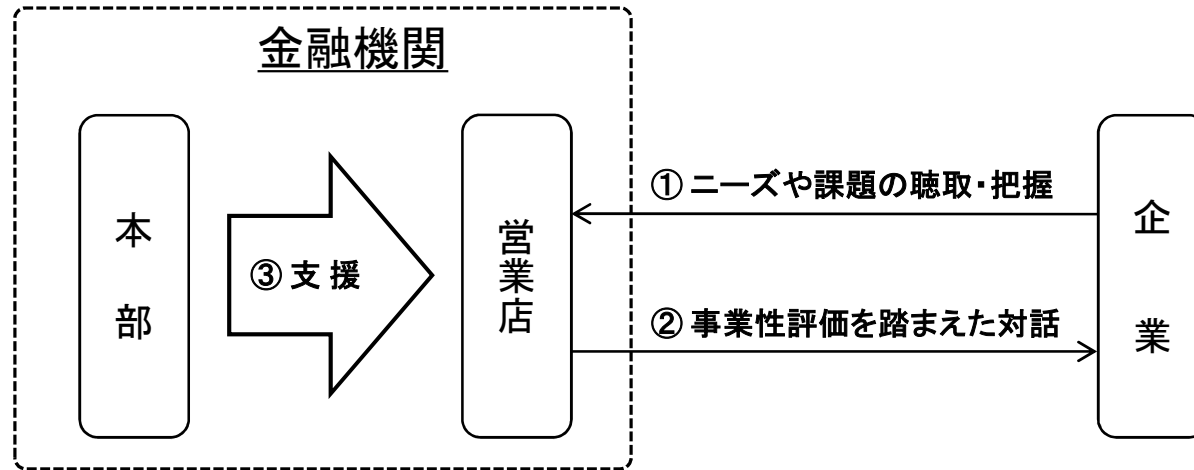 金融機関
本部
③ 支 援
営業店
① ニーズや課題の聴取・把握
② 事業性評価を踏まえた対話
企業